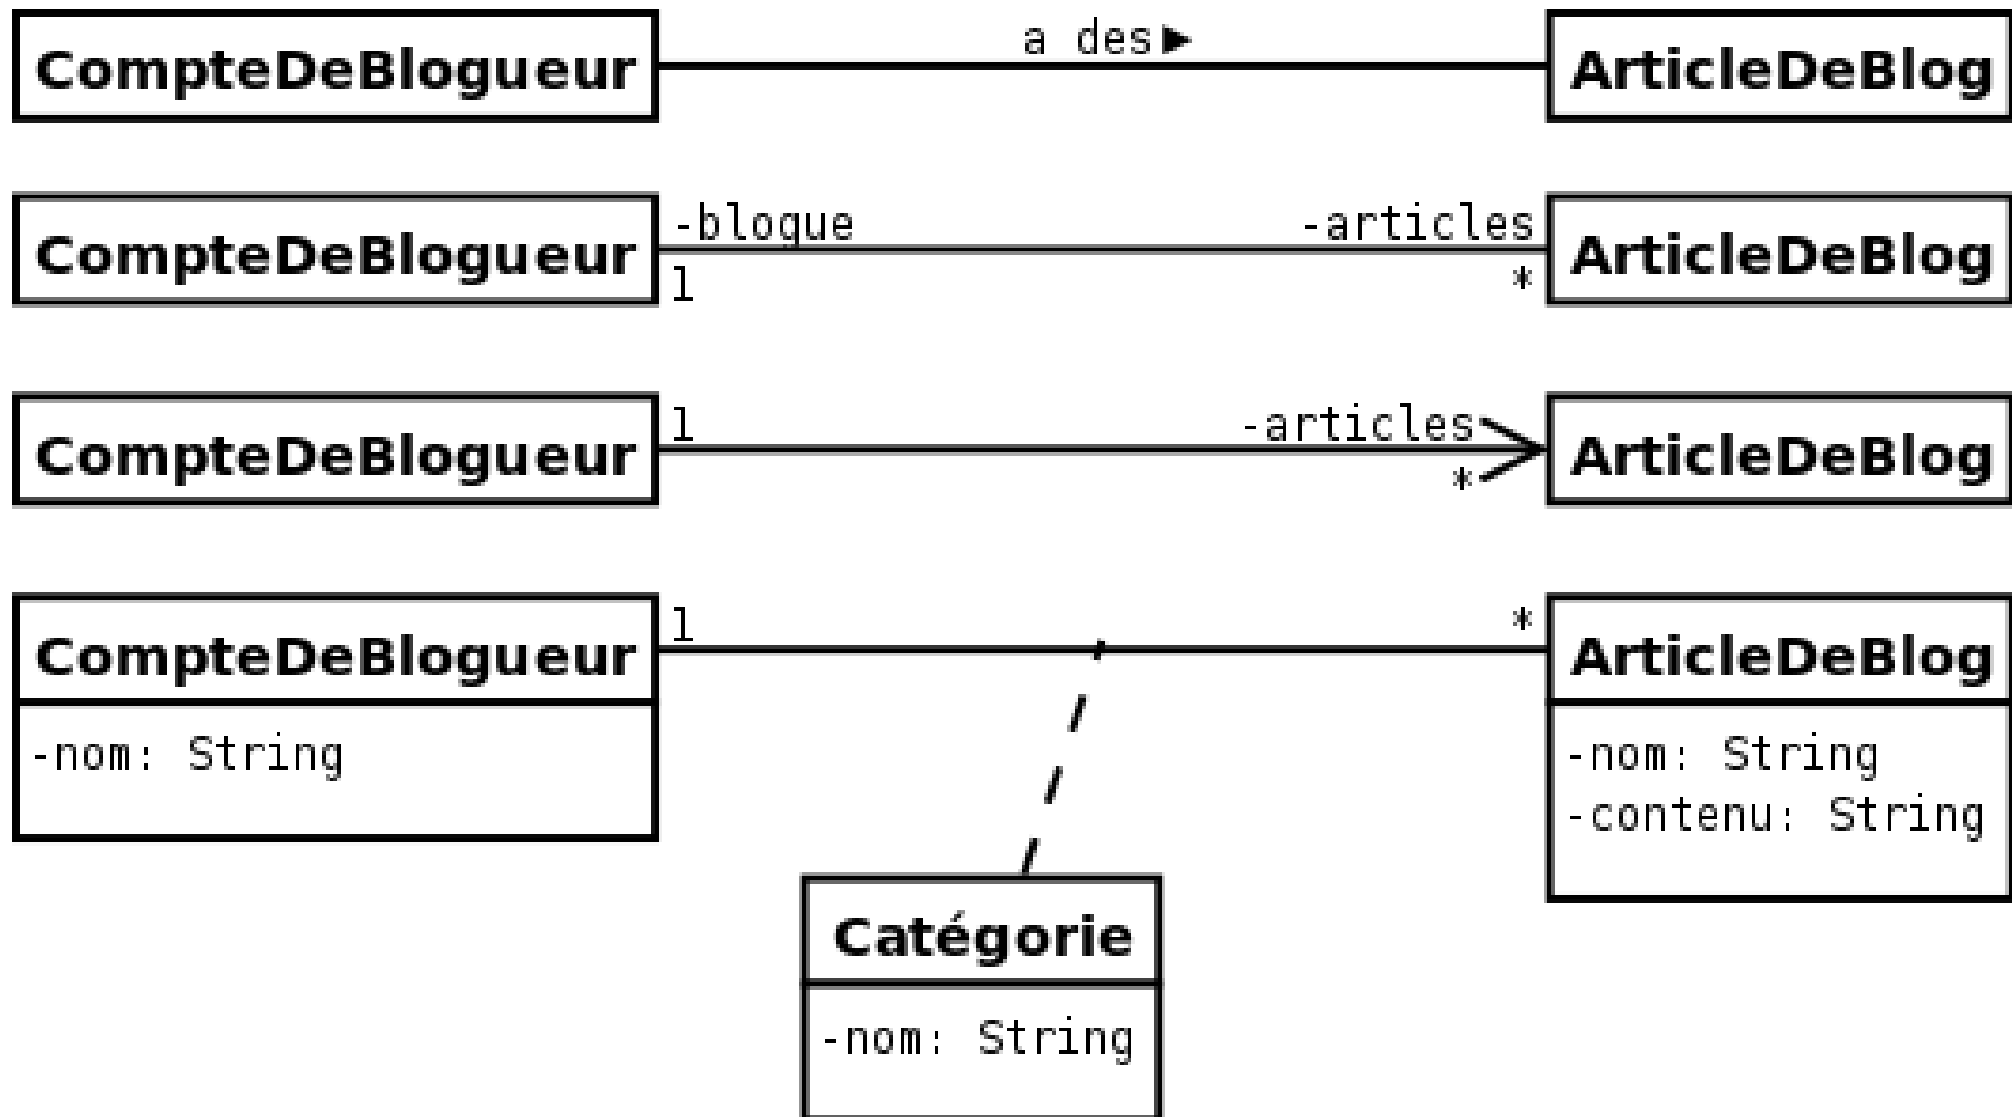 CompteDeBlogueur a des ▶ ArticleDeBlog
CompteDeBlogueur -blogue -articles ArticleDeBlog
1 *
CompteDeBlogueur 1 -articles ArticleDeBlog
*
CompteDeBlogueur 1 * ArticleDeBlog
-nom: String -nom: String
-contenu: String
Catégorie
-nom: String